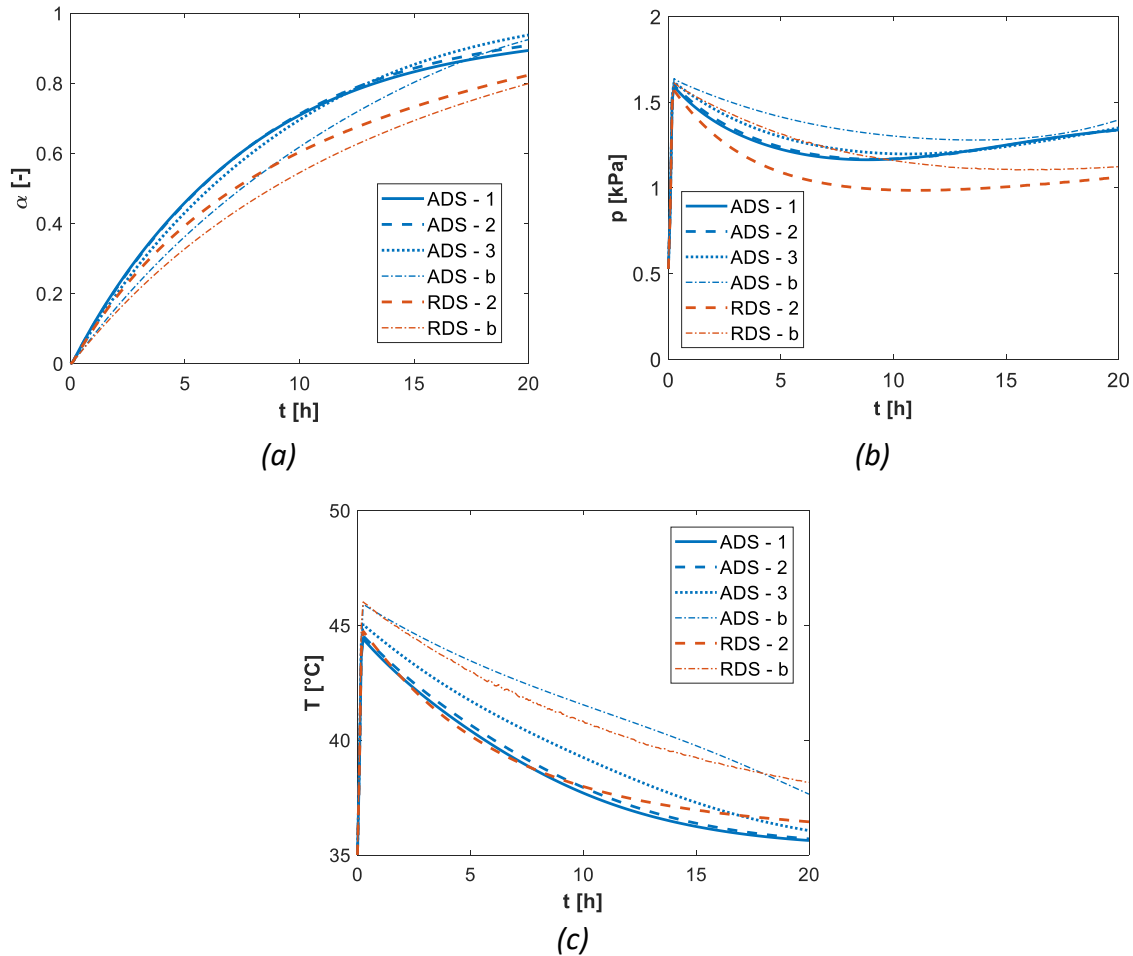 1
0.8
0.6
0.4
0.2
0
0 5 10 15 20
α [-]
t [h]
ADS - 1
ADS - 2
ADS - 3
ADS - b
RDS - 2
RDS - b
(a)
2
1.5
1
0.5
0
0 5 10 15 20
p [kPa]
t [h]
ADS - 1
ADS - 2
ADS - 3
ADS - b
RDS - 2
RDS - b
(b)
50
45
40
35
0 5 10 15 20
T [°C]
t [h]
ADS - 1
ADS - 2
ADS - 3
ADS - b
RDS - 2
RDS - b
(c)